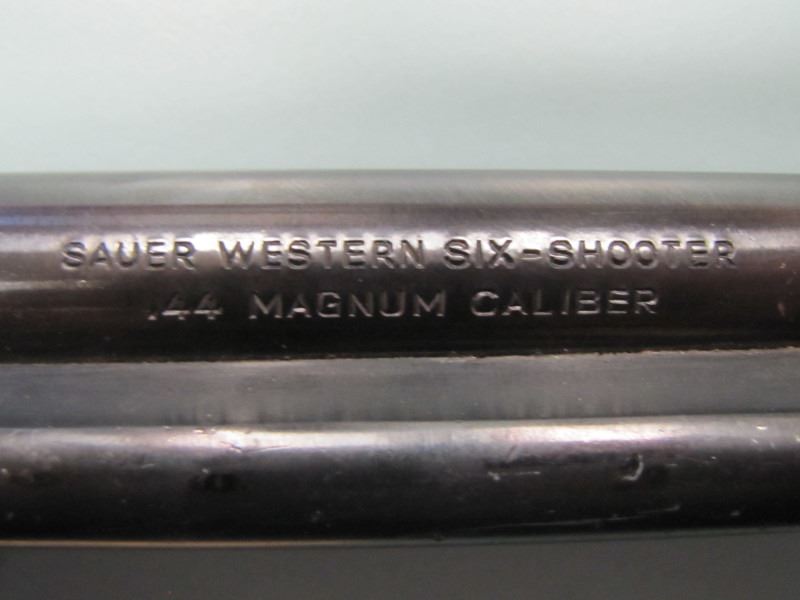 SAUER WESTERN SIX-SHOOTER
.44 MAGNUM CALIBER